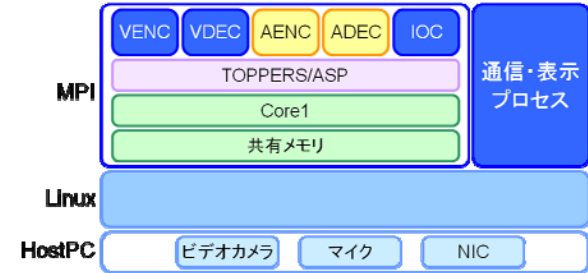 VENC VDEC AENC ADEC IOC
TOPPERS/ASP
Core1
共有メモリ
通信・表示
プロセス
MPI
Linux
HostPC
ビデオカメラ マイク NIC